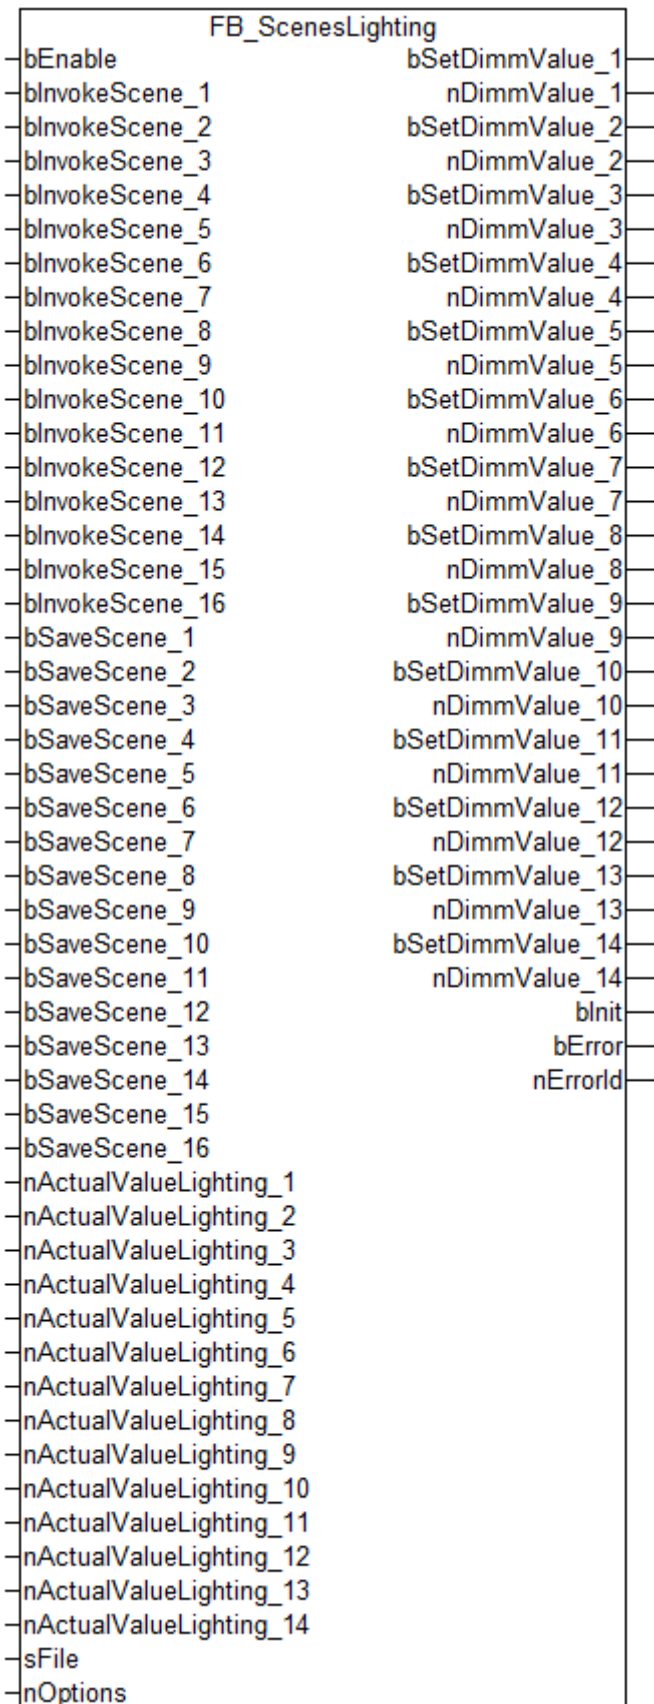 FB_ScenesLighting
bEnable bSetDimmValue_1
bInvokeScene_1 nDimmValue_1
bInvokeScene_2 bSetDimmValue_2
bInvokeScene_3 nDimmValue_2
bInvokeScene_4 bSetDimmValue_3
bInvokeScene_5 nDimmValue_3
bInvokeScene_6 bSetDimmValue_4
bInvokeScene_7 nDimmValue_4
bInvokeScene_8 bSetDimmValue_5
bInvokeScene_9 nDimmValue_5
bInvokeScene_10 bSetDimmValue_6
bInvokeScene_11 nDimmValue_6
bInvokeScene_12 bSetDimmValue_7
bInvokeScene_13 nDimmValue_7
bInvokeScene_14 bSetDimmValue_8
bInvokeScene_15 nDimmValue_8
bInvokeScene_16 bSetDimmValue_9
bSaveScene_1 nDimmValue_9
bSaveScene_2 bSetDimmValue_10
bSaveScene_3 nDimmValue_10
bSaveScene_4 bSetDimmValue_11
bSaveScene_5 nDimmValue_11
bSaveScene_6 bSetDimmValue_12
bSaveScene_7 nDimmValue_12
bSaveScene_8 bSetDimmValue_13
bSaveScene_9 nDimmValue_13
bSaveScene_10 bSetDimmValue_14
bSaveScene_11 nDimmValue_14
bSaveScene_12 bInit
bSaveScene_13 bError
bSaveScene_14 nErrorId
bSaveScene_15
bSaveScene_16
nActualValueLighting_1
nActualValueLighting_2
nActualValueLighting_3
nActualValueLighting_4
nActualValueLighting_5
nActualValueLighting_6
nActualValueLighting_7
nActualValueLighting_8
nActualValueLighting_9
nActualValueLighting_10
nActualValueLighting_11
nActualValueLighting_12
nActualValueLighting_13
nActualValueLighting_14
sFile
nOptions